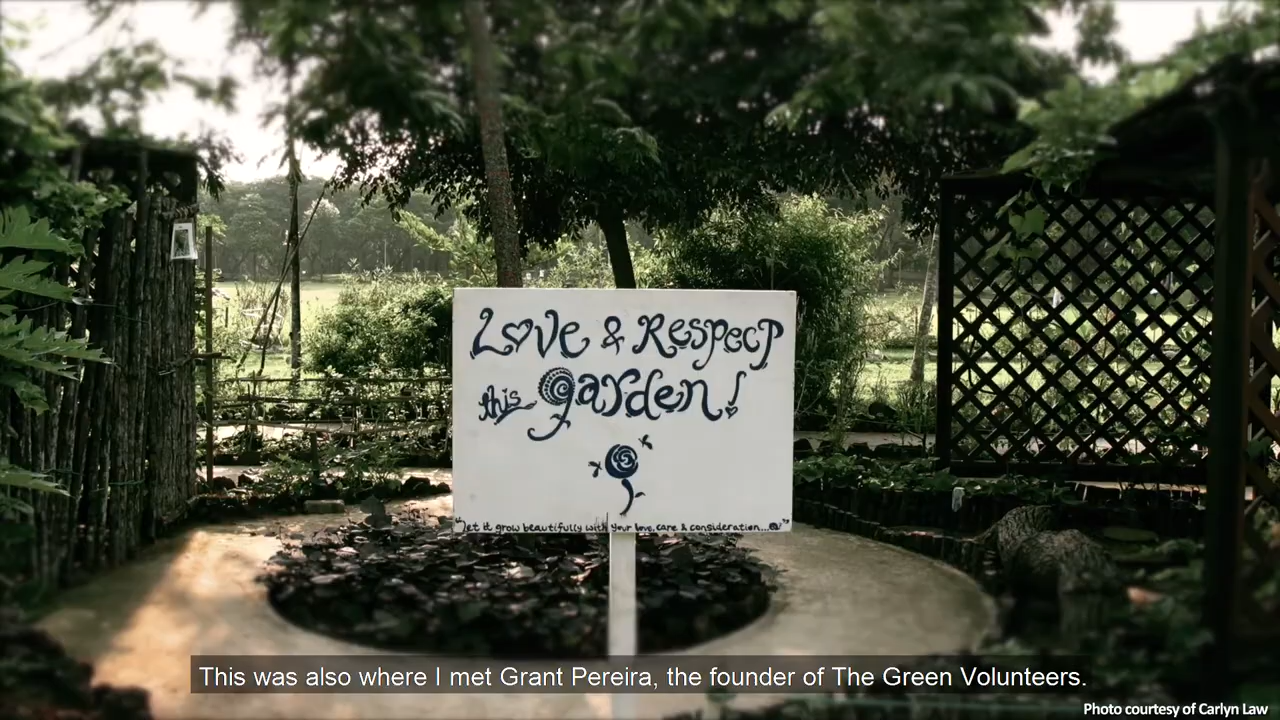 Love & Respect
this garden!
"Let it grow beautifully with your love, care & consideration..."
This was also where I met Grant Pereira, the founder of The Green Volunteers.
Photo courtesy of Carlyn Law